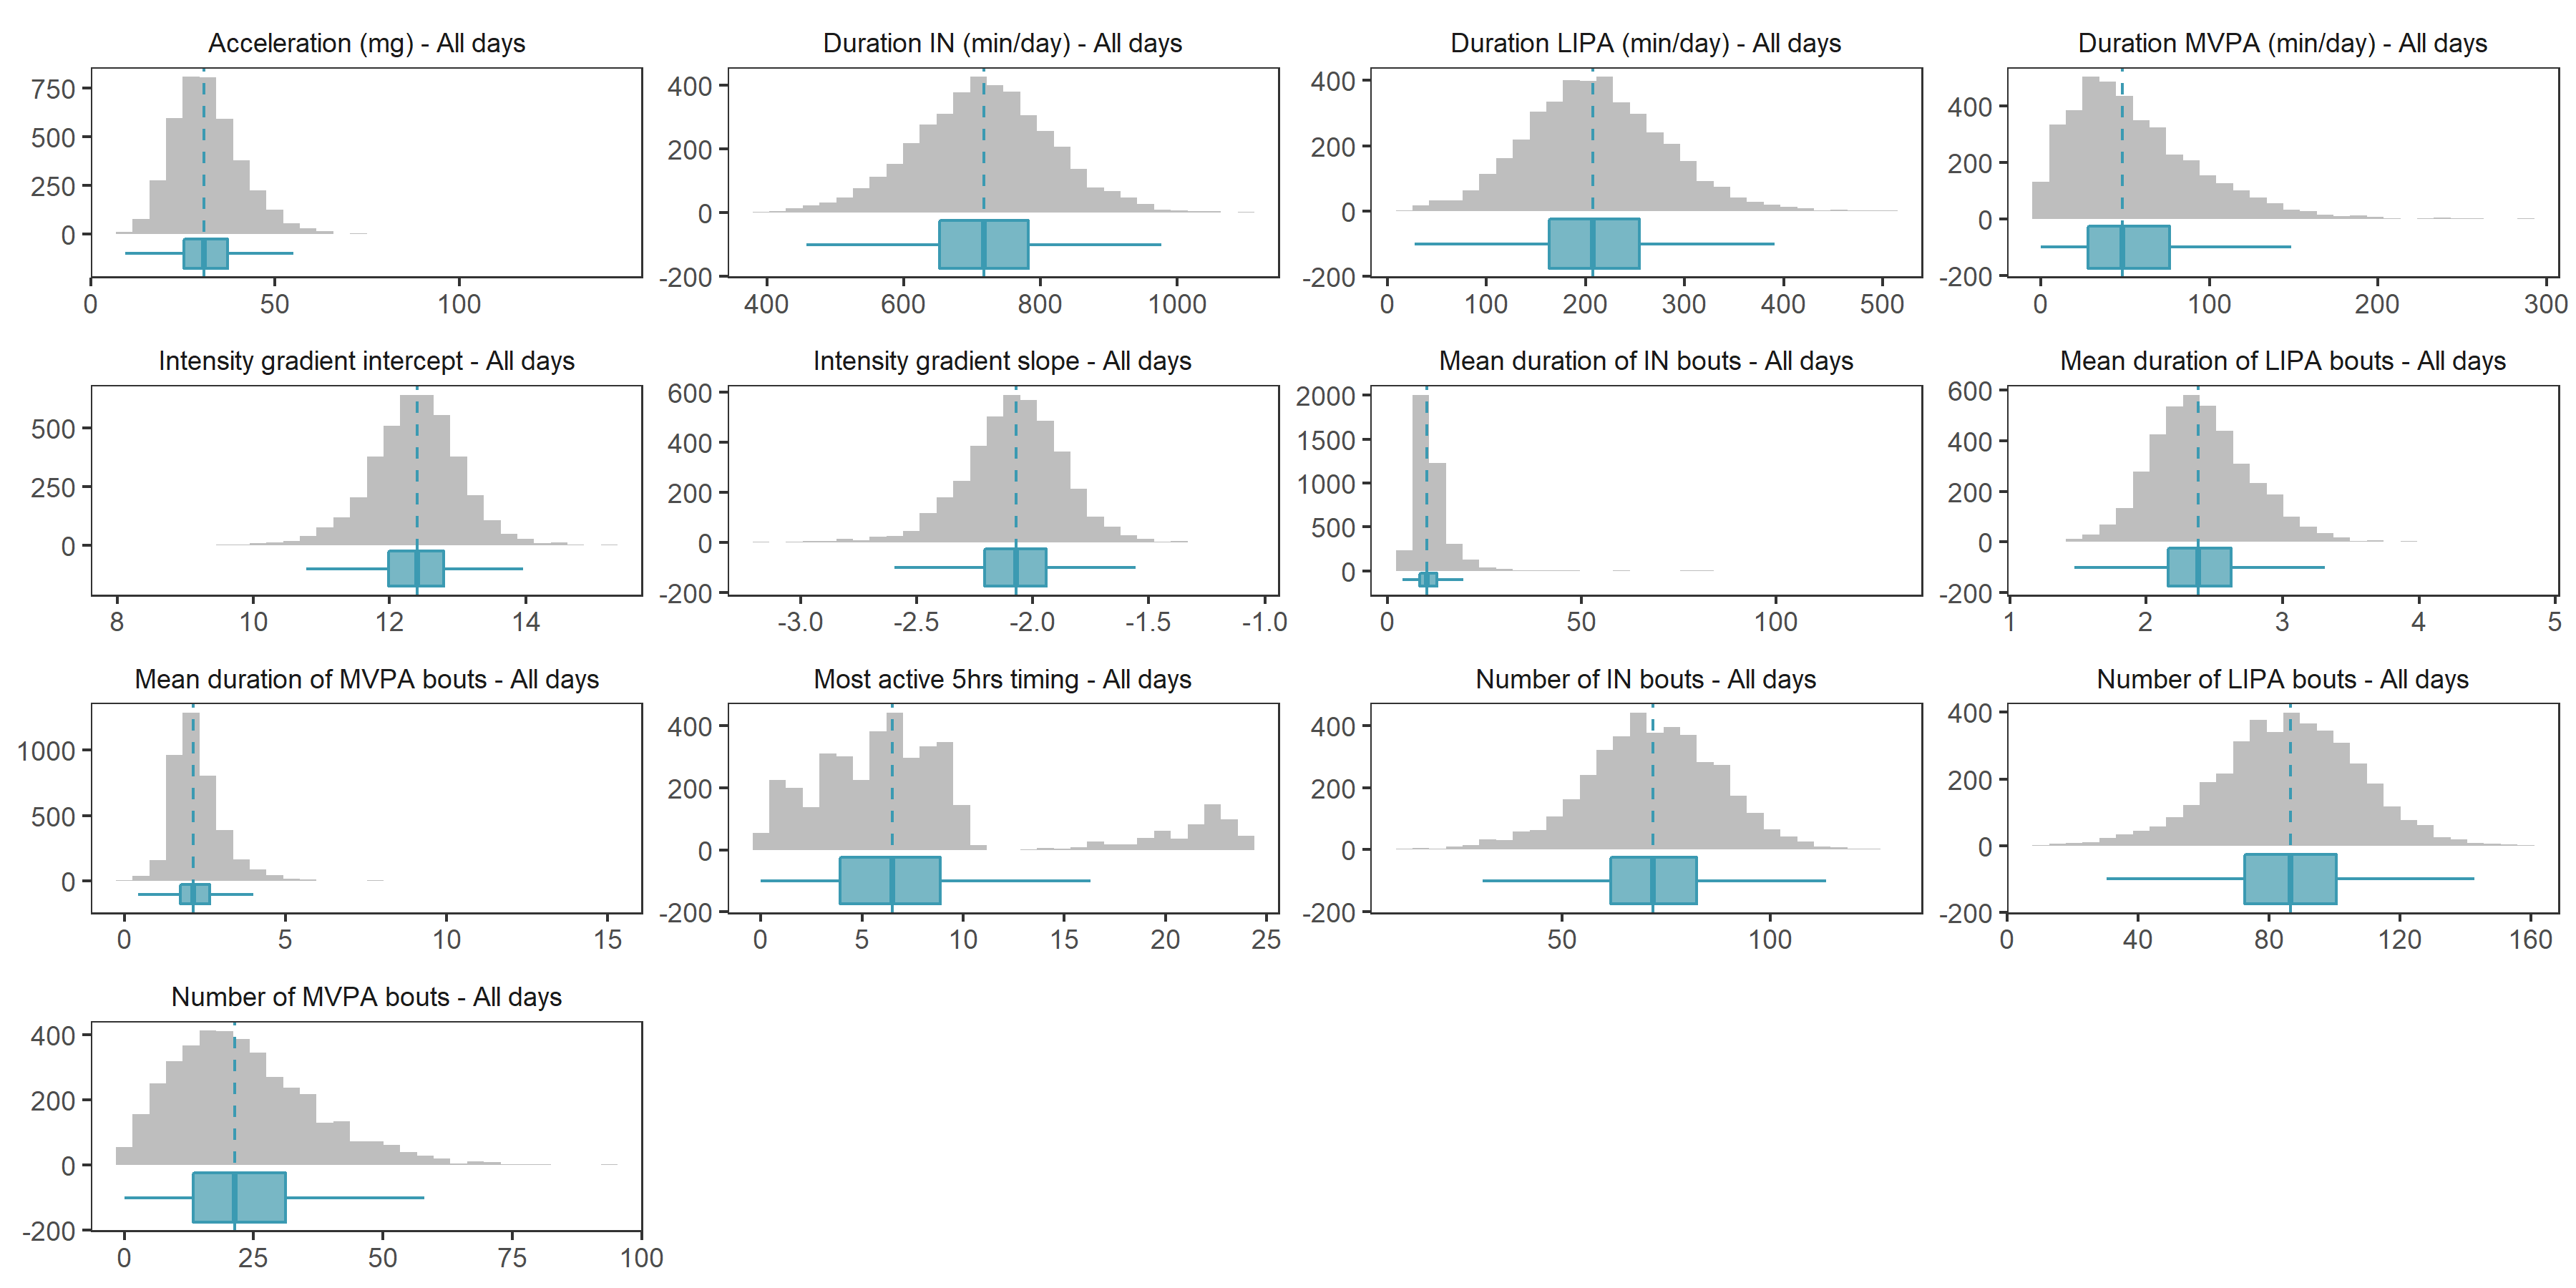 Acceleration (mg) - All days
Duration IN (min/day) - All days
Duration LIPA (min/day) - All days
Duration MVPA (min/day) - All days
750
500
250
0
0 50 100
400
200
0
-200
400 600 800 1000
400
200
0
-200
0 100 200 300 400 500
400
200
0
-200
0 100 200 300
Intensity gradient intercept - All days
Intensity gradient slope - All days
Mean duration of IN bouts - All days
Mean duration of LIPA bouts - All days
500
250
0
8 10 12 14
600
400
200
0
-200
-3.0 -2.5 -2.0 -1.5 -1.0
2000
1500
1000
500
0
0 50 100
600
400
200
0
-200
1 2 3 4 5
Mean duration of MVPA bouts - All days
Most active 5hrs timing - All days
Number of IN bouts - All days
Number of LIPA bouts - All days
1000
500
0
0 5 10 15
400
200
0
-200
0 5 10 15 20 25
400
200
0
-200
50 100
400
200
0
-200
0 40 80 120 160
Number of MVPA bouts - All days
400
200
0
-200
0 25 50 75 100